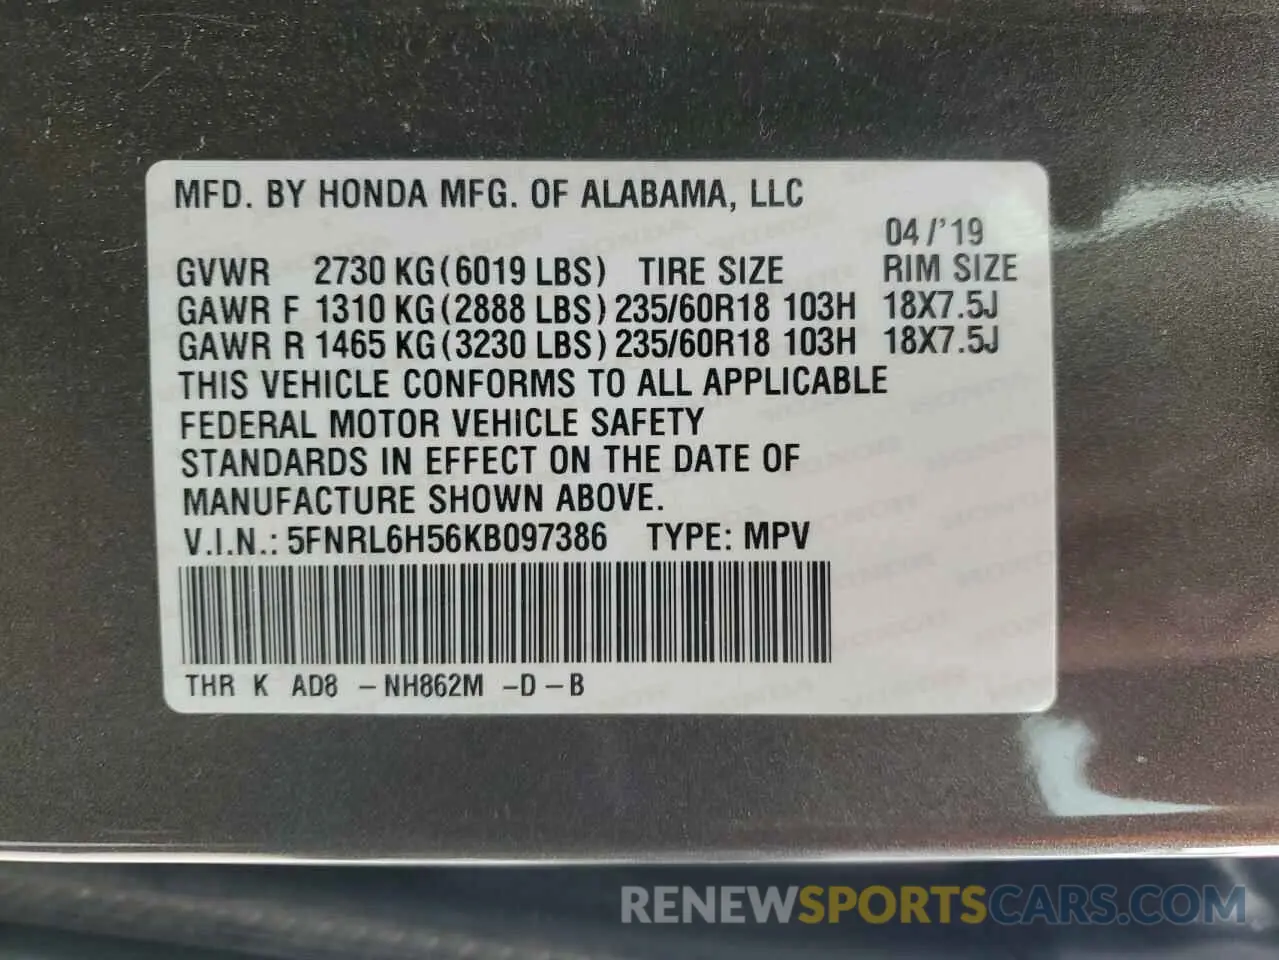 MFD. BY HONDA MFG. OF ALABAMA, LLC
04/'19
GVWR 2730 KG(6019 LBS) TIRE SIZE RIM SIZE
GAWR F 1310 KG(2888 LBS) 235/60R18 103H 18X7.5J
GAWR R 1465 KG(3230 LBS) 235/60R18 103H 18X7.5J
THIS VEHICLE CONFORMS TO ALL APPLICABLE
FEDERAL MOTOR VEHICLE SAFETY
STANDARDS IN EFFECT ON THE DATE OF
MANUFACTURE SHOWN ABOVE.
V.I.N.: 5FNRL6H56KB097386 TYPE: MPV
THR K AD8 -NH862M -D-B
RENEWSPORTSCARS.COM